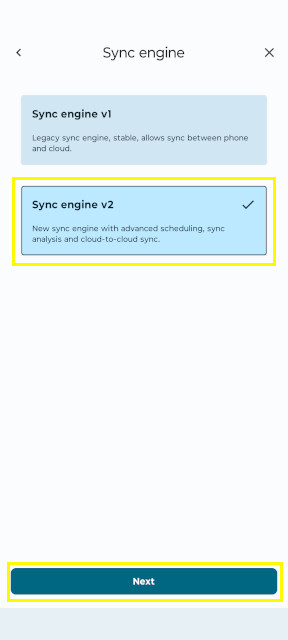 Sync engine
Sync engine v1
Legacy sync engine, stable, allows sync between phone
and cloud.
Sync engine v2
New sync engine with advanced scheduling, sync
analysis and cloud-to-cloud sync.
Next